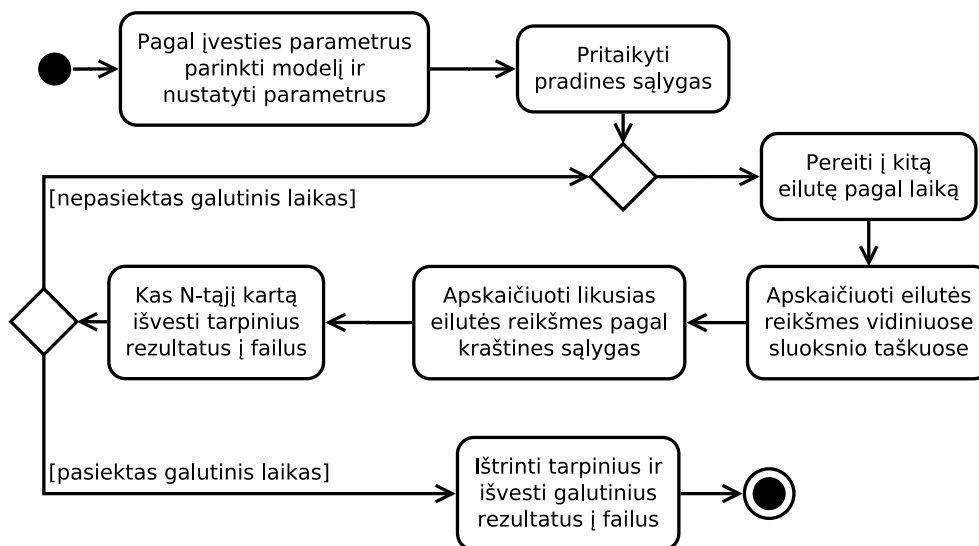 Pagal įvesties parametrus
parinkti modelį ir
nustatyti parametrus
Pritaikyti
pradines sąlygas
Pereiti į kitą
eilutę pagal laiką
[nepasiektas galutinis laikas]
Apskaičiuoti eilutės
reikšmes vidiniuose
sluoksnio taškuose
Apskaičiuoti likusias
eilutės reikšmes pagal
kraštines sąlygas
Kas N-tąjį kartą
išvesti tarpinius
rezultatus į failus
[pasiektas galutinis laikas]
Ištrinti tarpinius ir
išvesti galutinius
rezultatus į failus